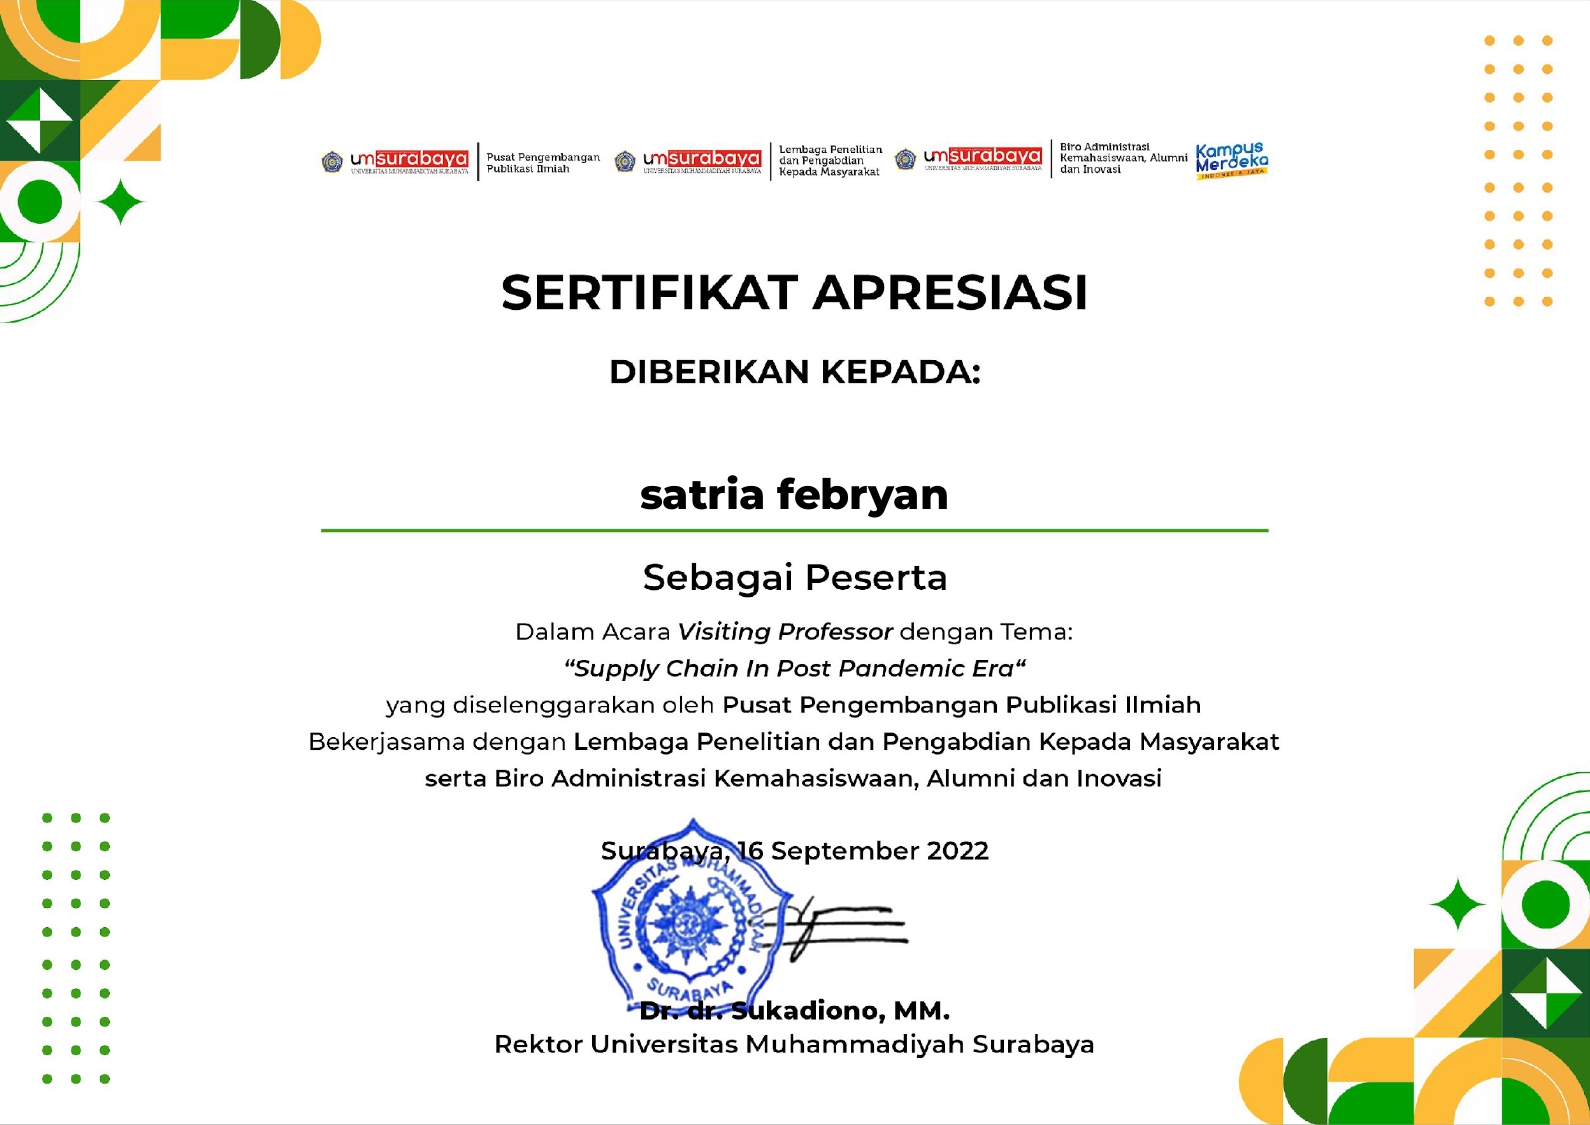 umsurabaya
UNIVERSITAS MUHAMMADIYAH SURABAYA
Pusat Pengembangan
Publikasi Ilmiah
umsurabaya
UNIVERSITAS MUHAMMADIYAH SURABAYA
Lembaga Penelitian
dan Pengabdian
Kepada Masyarakat
umsurabaya
UNIVERSITAS MUHAMMADIYAH SURABAYA
Biro Administrasi
Kemahasiswaan, Alumni
dan Inovasi
Kampus
Merdeka
INDONESIA JAYA
SERTIFIKAT APRESIASI
DIBERIKAN KEPADA:
satria febryan
Sebagai Peserta
Dalam Acara Visiting Professor dengan Tema:
“Supply Chain In Post Pandemic Era“
yang diselenggarakan oleh Pusat Pengembangan Publikasi Ilmiah
Bekerjasama dengan Lembaga Penelitian dan Pengabdian Kepada Masyarakat
serta Biro Administrasi Kemahasiswaan, Alumni dan Inovasi
Surabaya, 16 September 2022
UNIVERSITAS MUHAMMADIYAH
SURABAYA
Dr. dr. Sukadiono, MM.
Rektor Universitas Muhammadiyah Surabaya